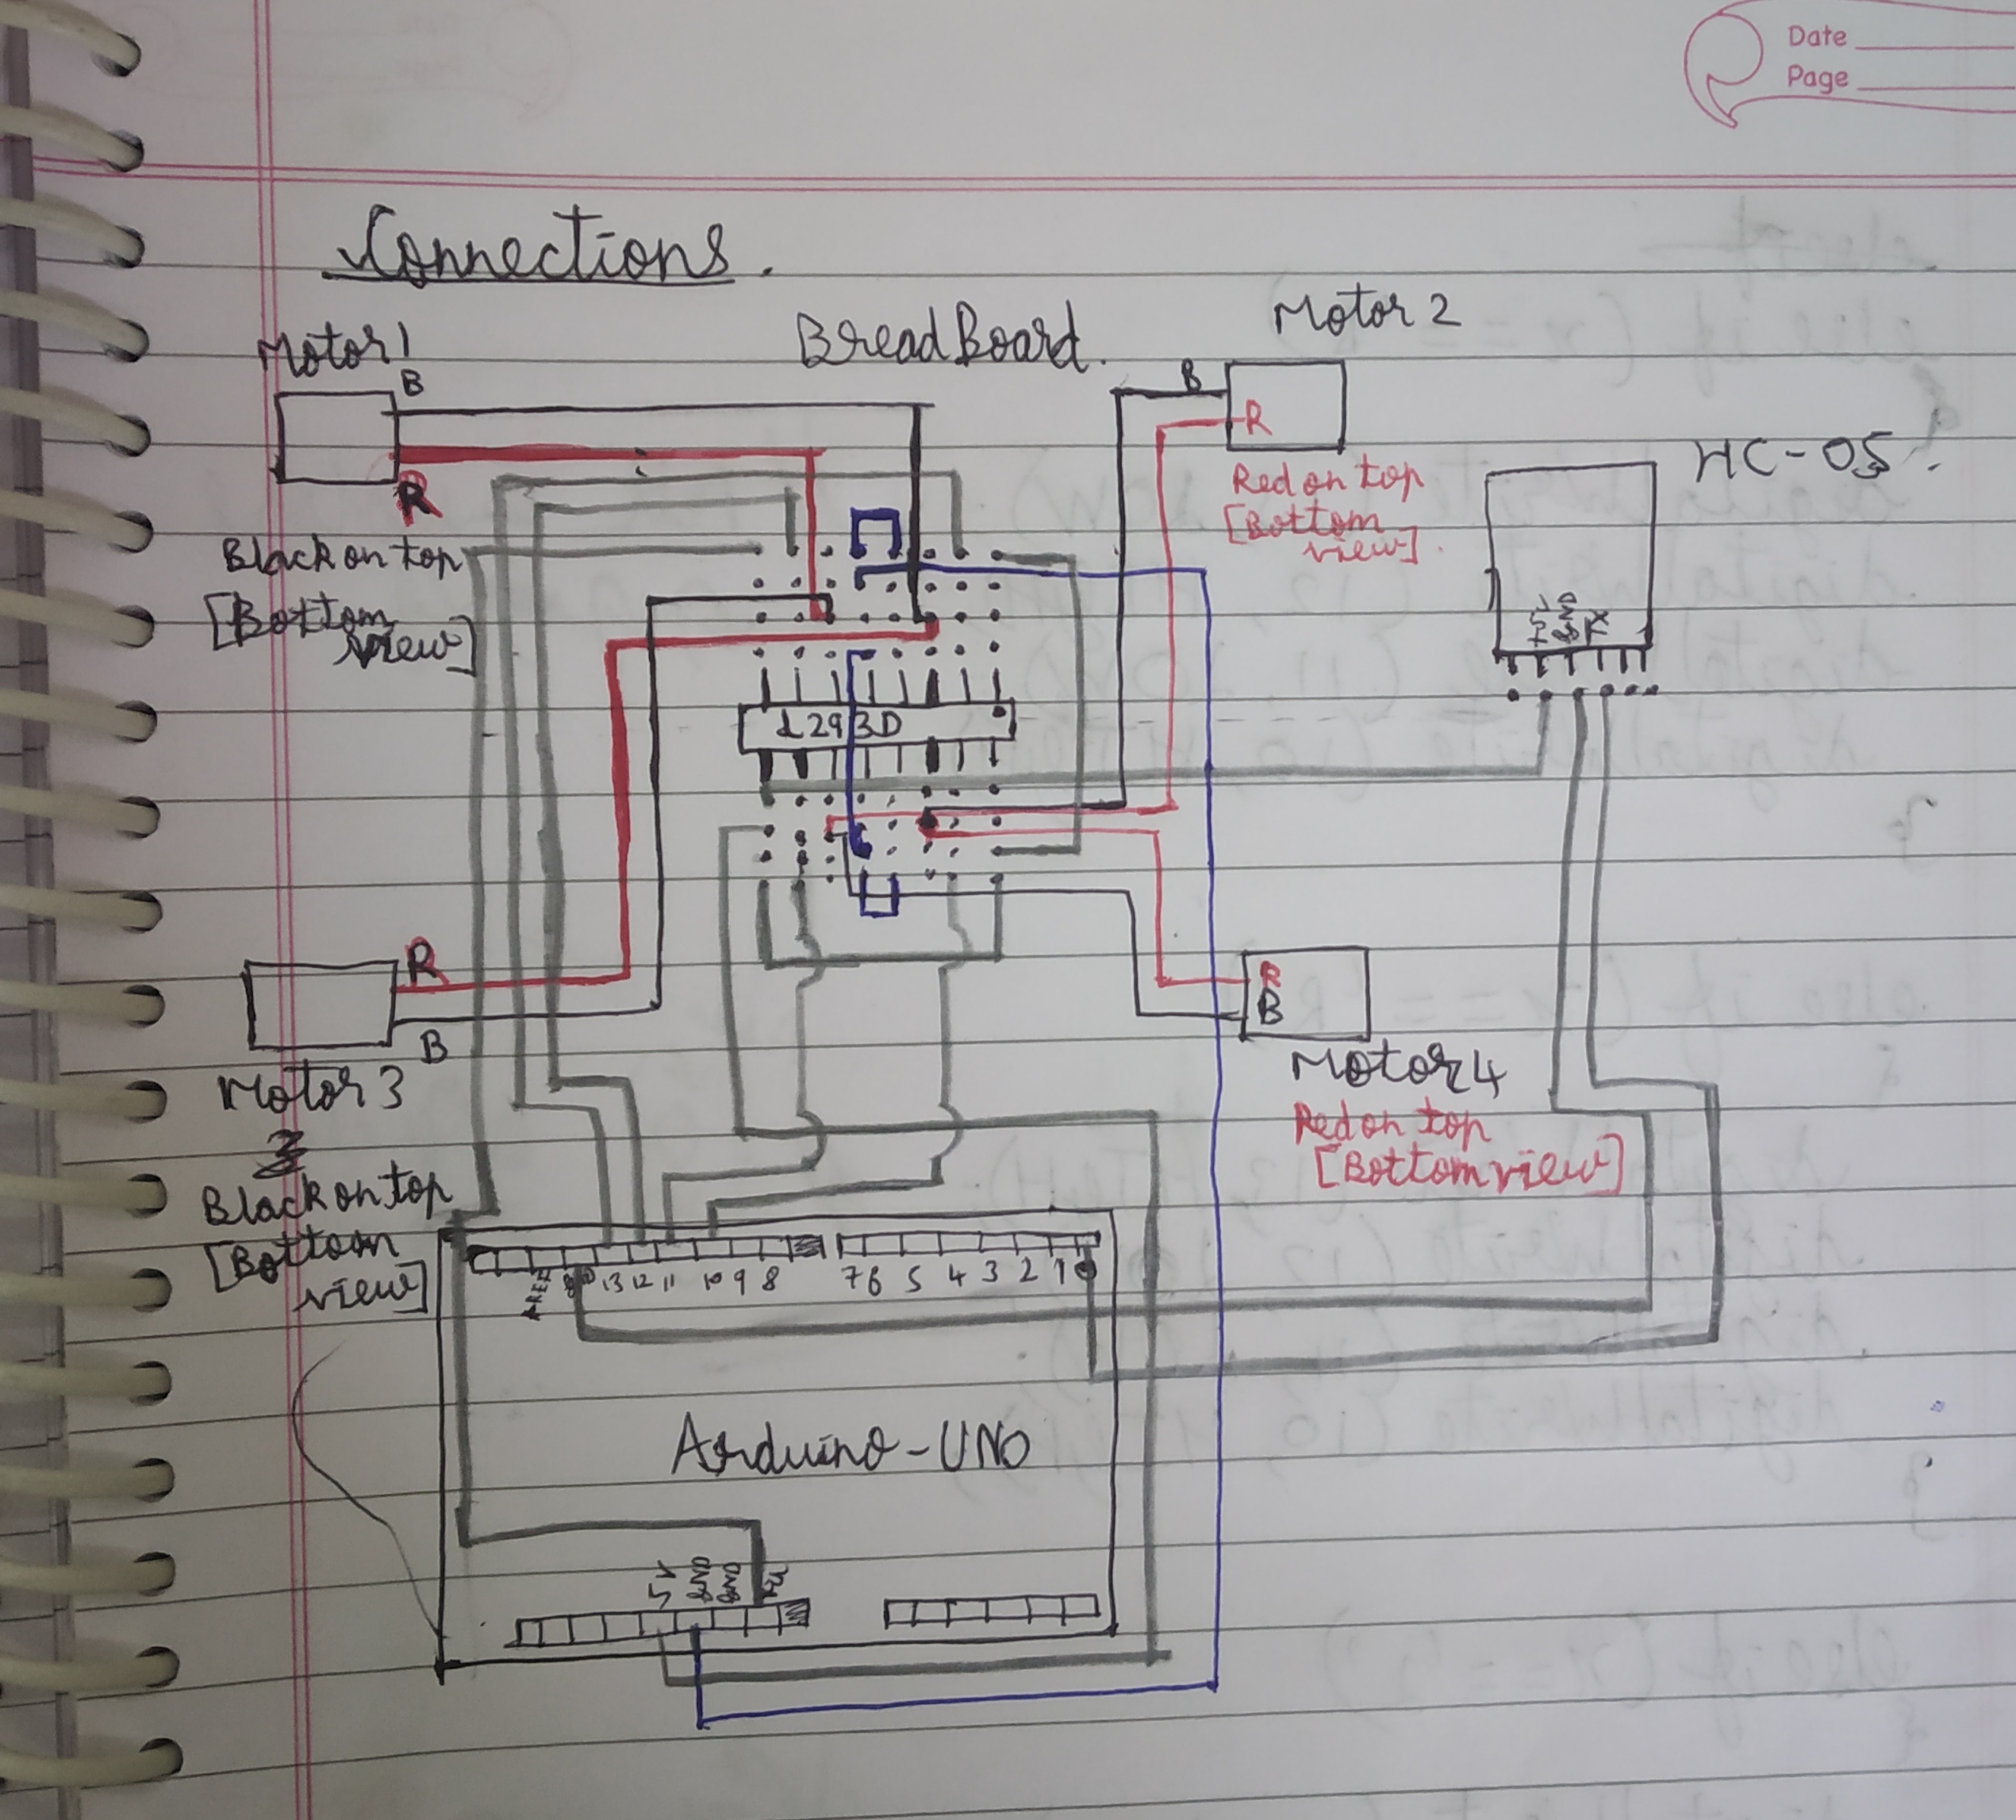 Date
Page
Connections.
Motor 1
BreadBoard.
Motor 2
B
B
R
HC-05.
R
Red on top
[Bottom
view].
Black on top
[Bottom
view]
L293D
R
B
R
B
Motor 3
3
Motor 4
Red on top
[Bottom view]
Black on top
[Bottom
view]
AREF
13 12 11 10 9 8 7 6 5 4 3 2 1 0
Arduino-UNO
5V
GND
GND
Vin